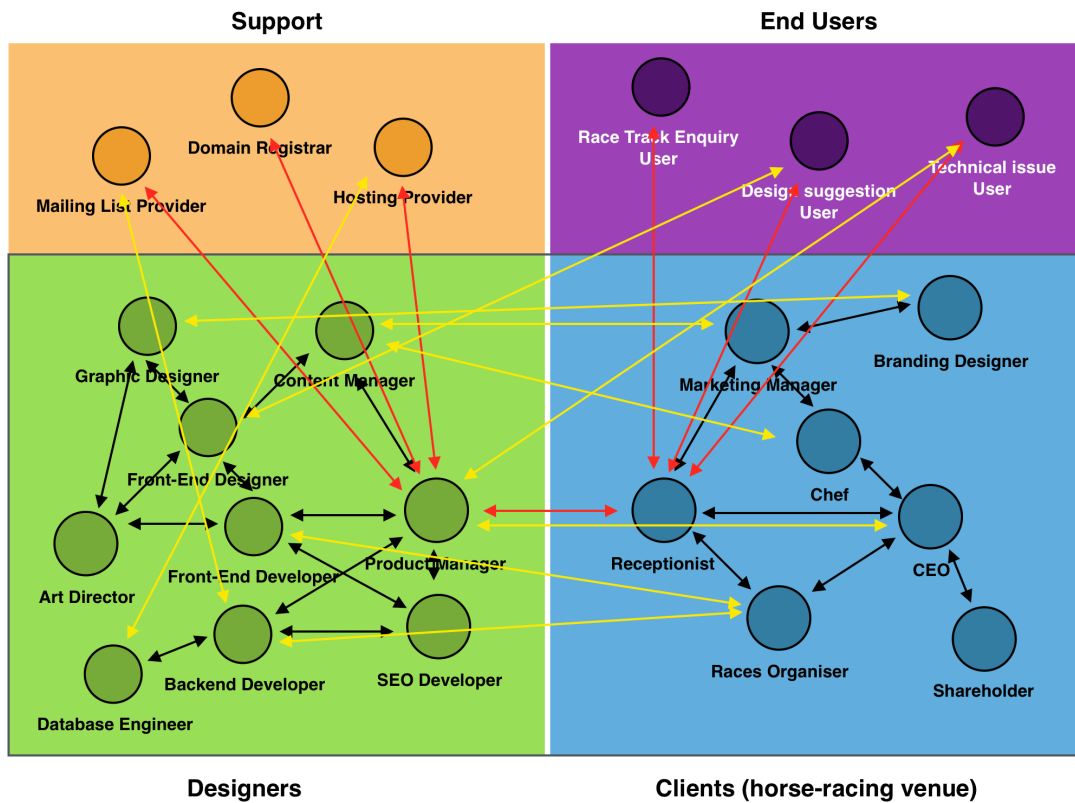 Support
End Users
Domain Registrar
Mailing List Provider
Hosting Provider
Race Track Enquiry
User
Design suggestion
User
Technical issue
User
Graphic Designer
Content Manager
Front-End Designer
Art Director
Front-End Developer
Product Manager
Database Engineer
Backend Developer
SEO Developer
Marketing Manager
Branding Designer
Chef
Receptionist
CEO
Races Organiser
Shareholder
Designers
Clients (horse-racing venue)